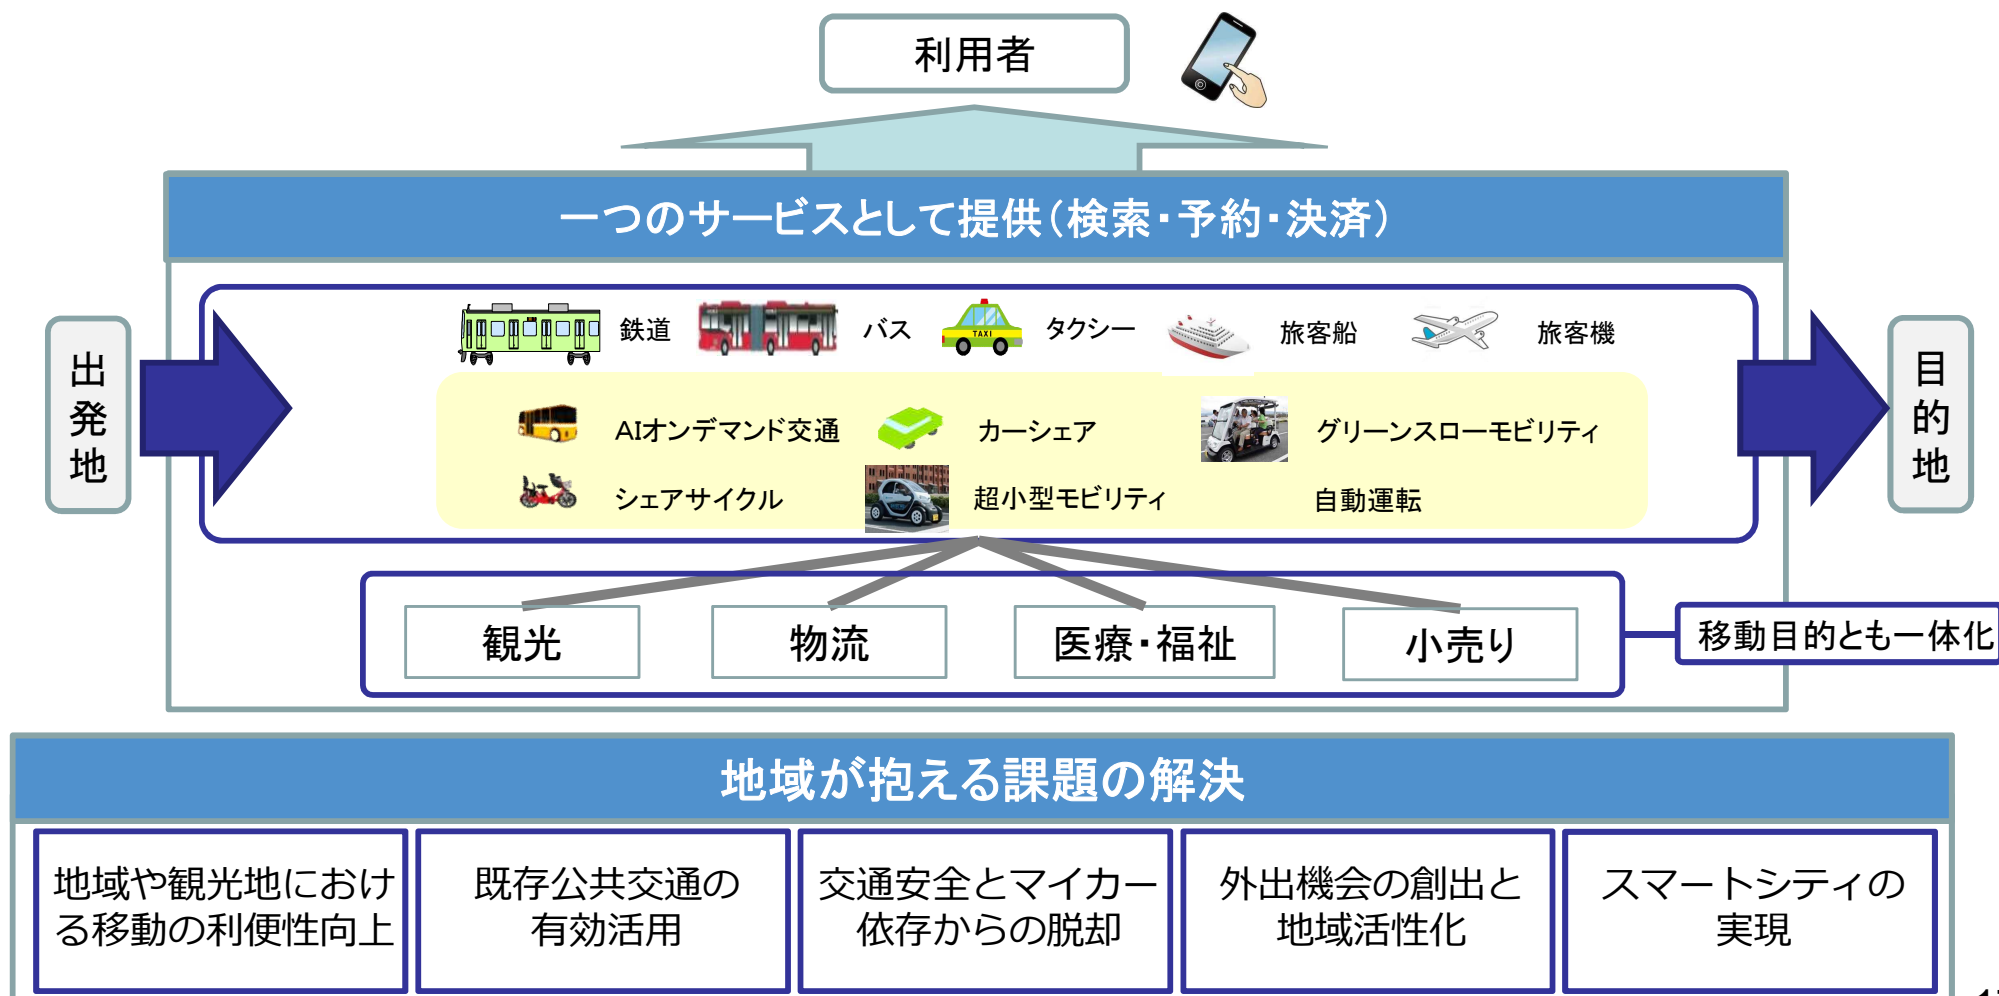 利用者
一つのサービスとして提供（検索・予約・決済）
出発地
鉄道
バス
TAXI
タクシー
旅客船
旅客機
目的地
AIオンデマンド交通
カーシェア
グリーンスローモビリティ
シェアサイクル
超小型モビリティ
自動運転
観光
物流
医療・福祉
小売り
移動目的とも一体化
地域が抱える課題の解決
地域や観光地におけ
る移動の利便性向上
既存公共交通の
有効活用
交通安全とマイカー
依存からの脱却
外出機会の創出と
地域活性化
スマートシティの
実現